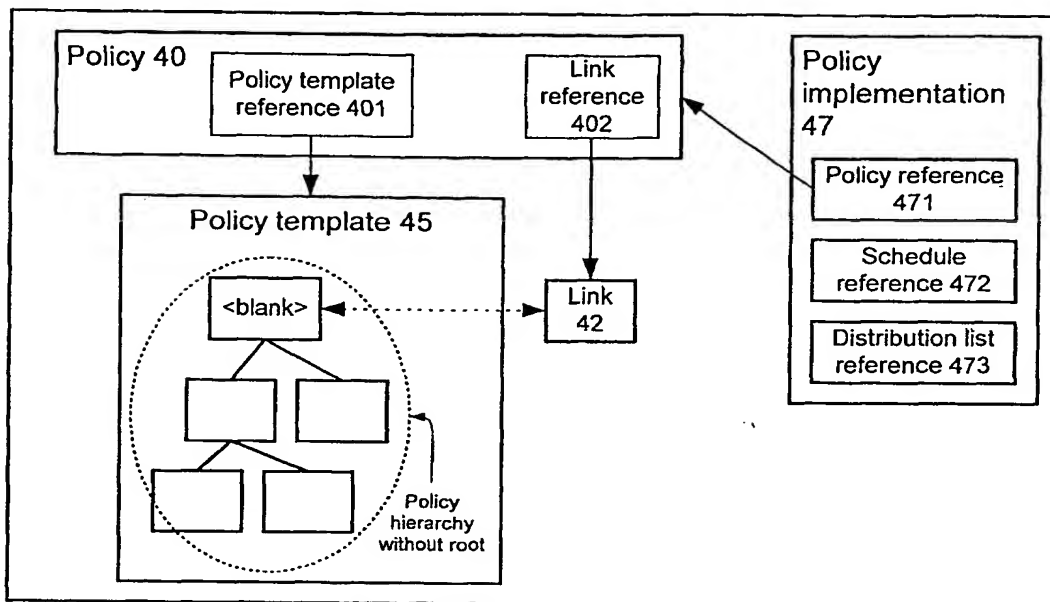 Policy 40
Policy template
reference 401
Link
reference
402
Policy
implementation
47
Policy reference
471
Schedule
reference 472
Distribution list
reference 473
Policy template 45
<blank>
Link
42
Policy
hierarchy
without root